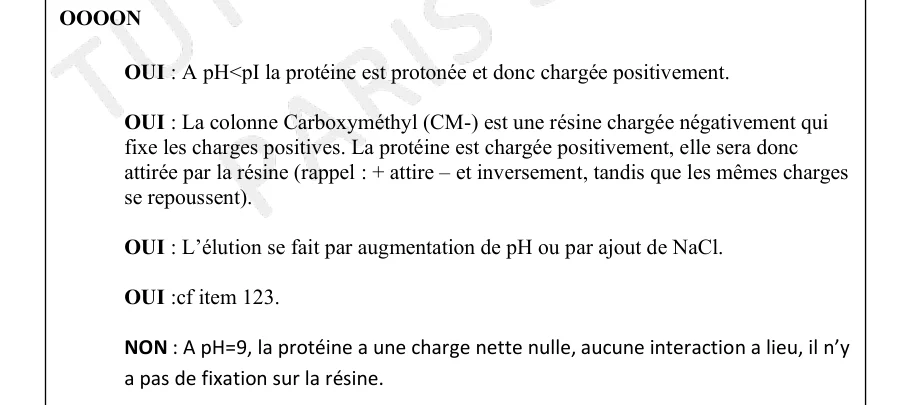 OOOON
OUI : A pH<pI la protéine est protonée et donc chargée positivement.
OUI : La colonne Carboxyméthyl (CM-) est une résine chargée négativement qui
fixe les charges positives. La protéine est chargée positivement, elle sera donc
attirée par la résine (rappel : + attire – et inversement, tandis que les mêmes charges
se repoussent).
OUI : L’élution se fait par augmentation de pH ou par ajout de NaCl.
OUI :cf item 123.
NON : A pH=9, la protéine a une charge nette nulle, aucune interaction a lieu, il n’y
a pas de fixation sur la résine.